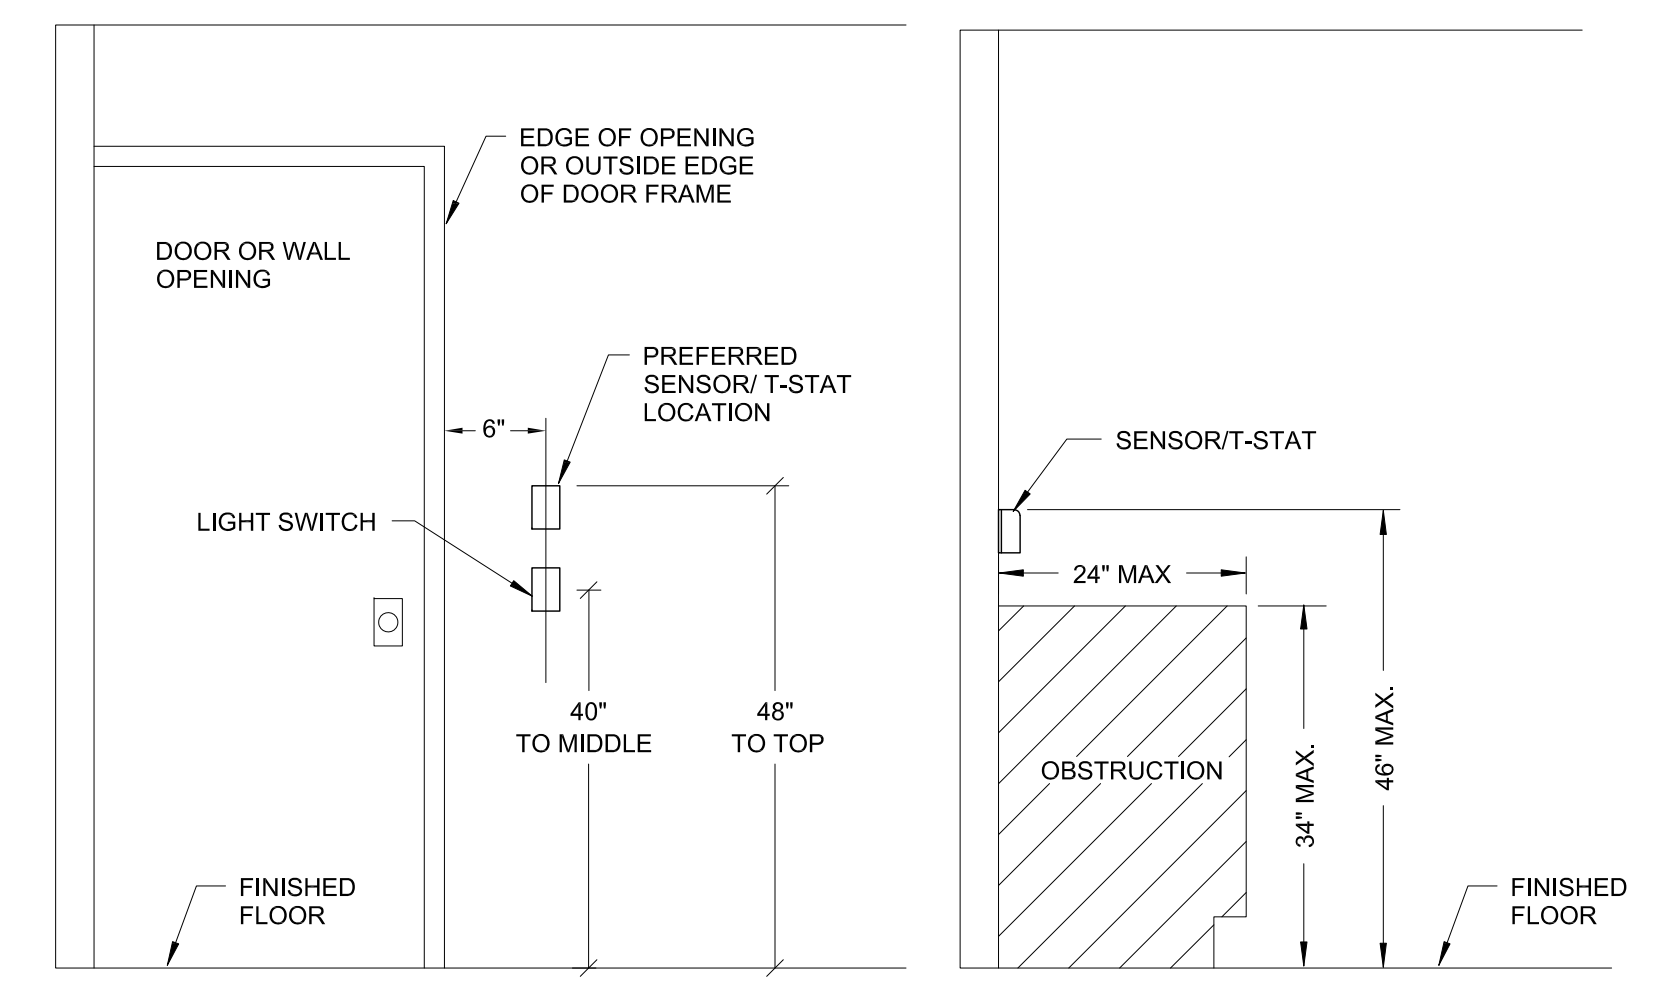 EDGE OF OPENING
OR OUTSIDE EDGE
OF DOOR FRAME
DOOR OR WALL
OPENING
PREFERRED
SENSOR/ T-STAT
LOCATION
6"
LIGHT SWITCH
40"
TO MIDDLE
48"
TO TOP
FINISHED
FLOOR
SENSOR/T-STAT
24" MAX
OBSTRUCTION
34" MAX.
46" MAX.
FINISHED
FLOOR